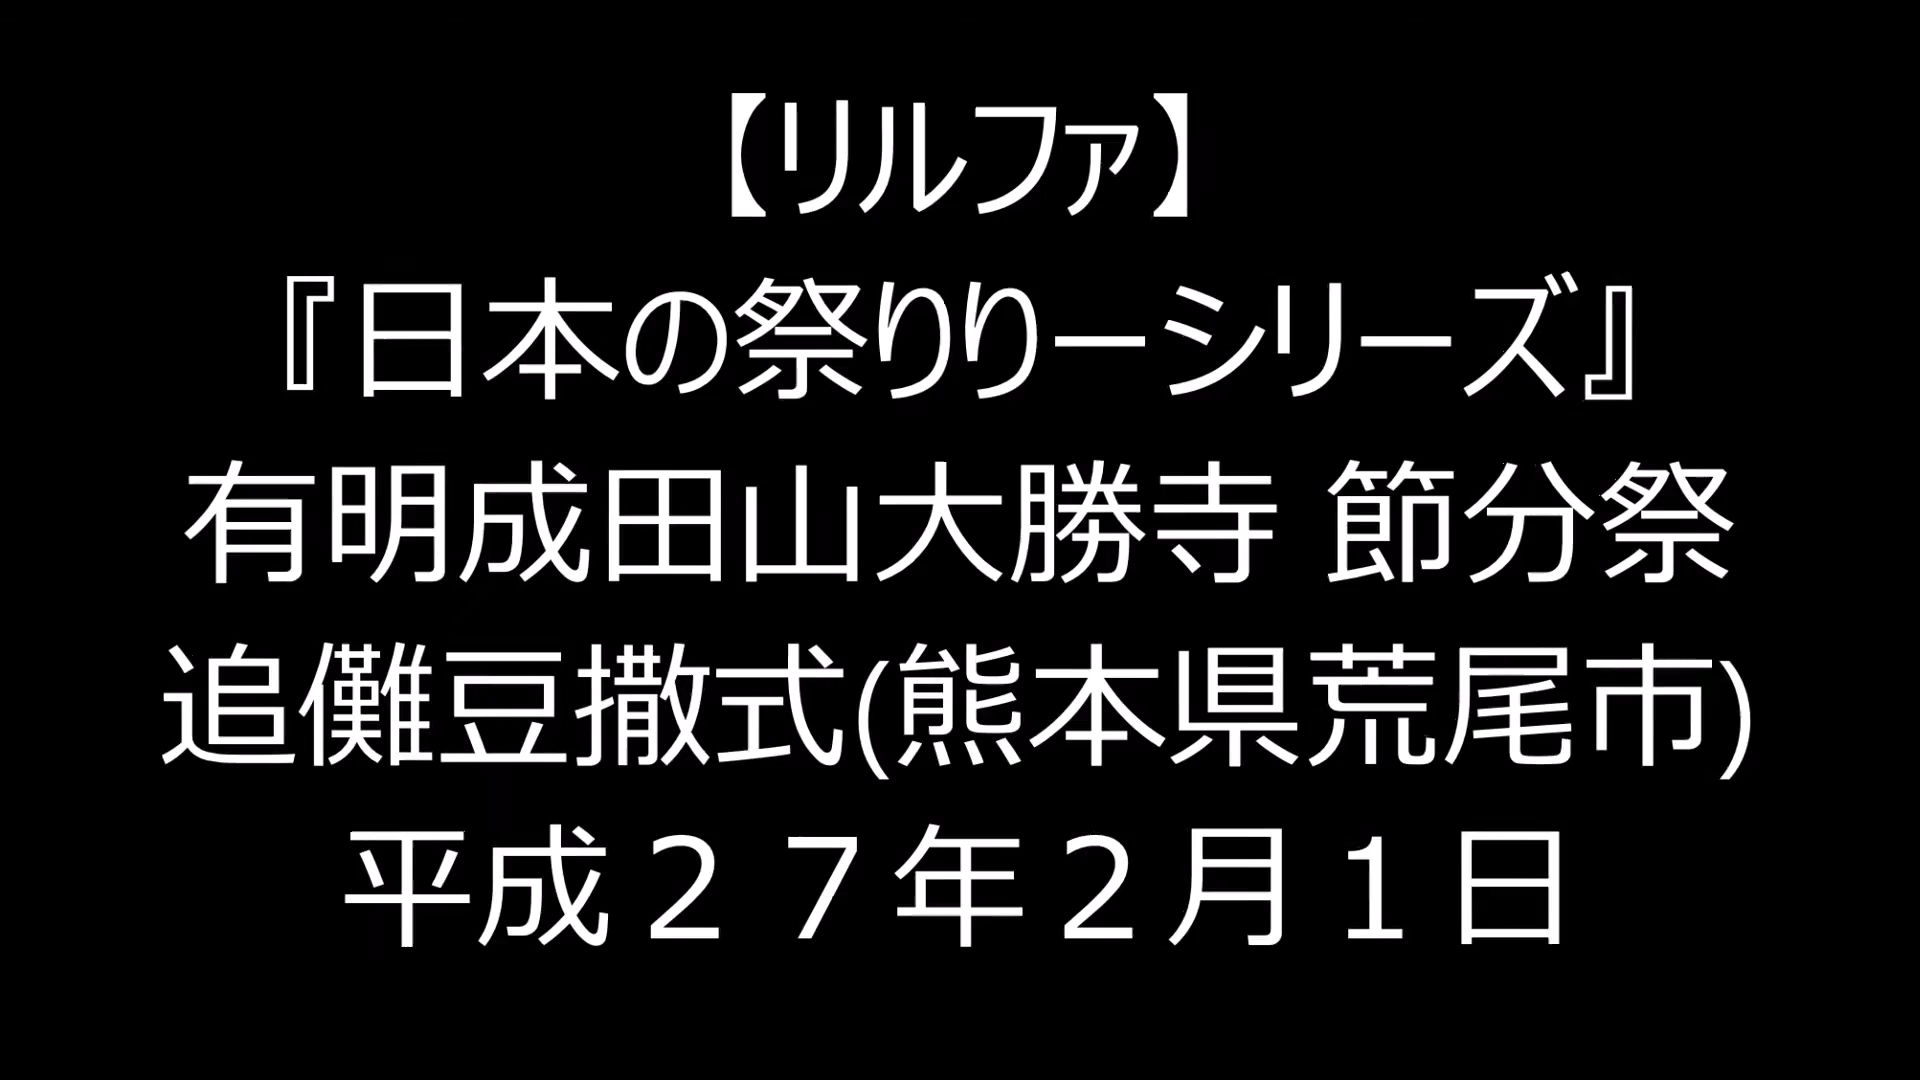 【リルファ】
『日本の祭りりーシリーズ』
有明成田山大勝寺 節分祭
追儺豆撒式(熊本県荒尾市)
平成２７年２月１日